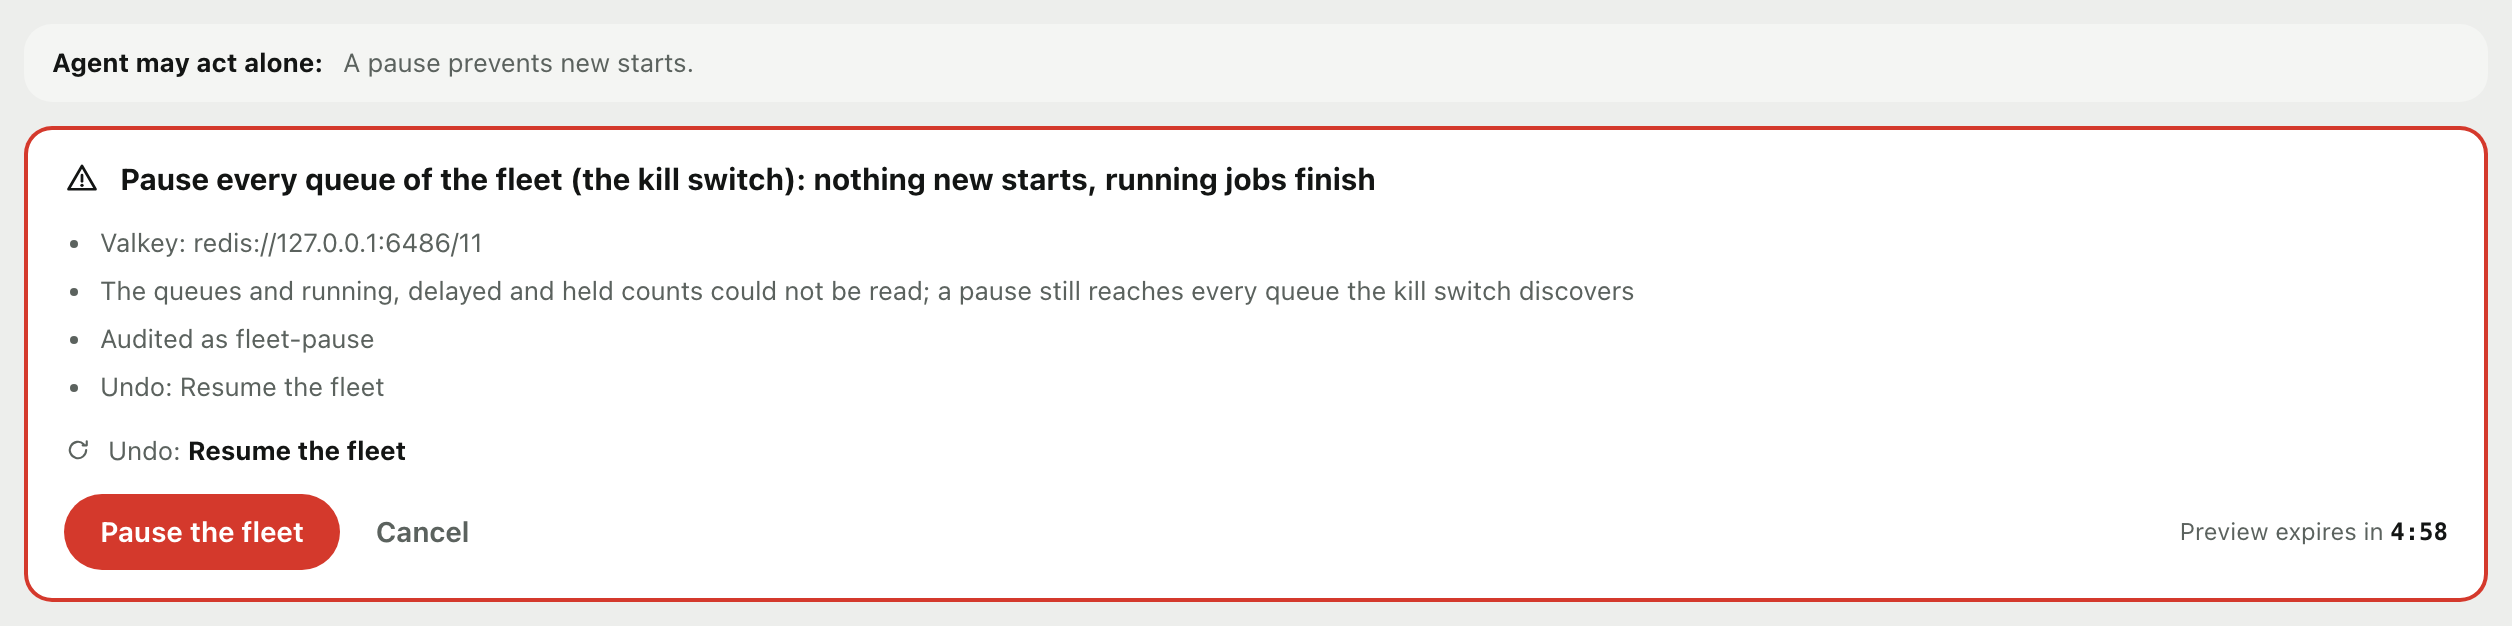 Agent may act alone: A pause prevents new starts.
Pause every queue of the fleet (the kill switch): nothing new starts, running jobs finish
• Valkey: redis://127.0.0.1:6486/11
• The queues and running, delayed and held counts could not be read; a pause still reaches every queue the kill switch discovers
• Audited as fleet-pause
• Undo: Resume the fleet
Undo: Resume the fleet
Pause the fleet Cancel Preview expires in 4:58